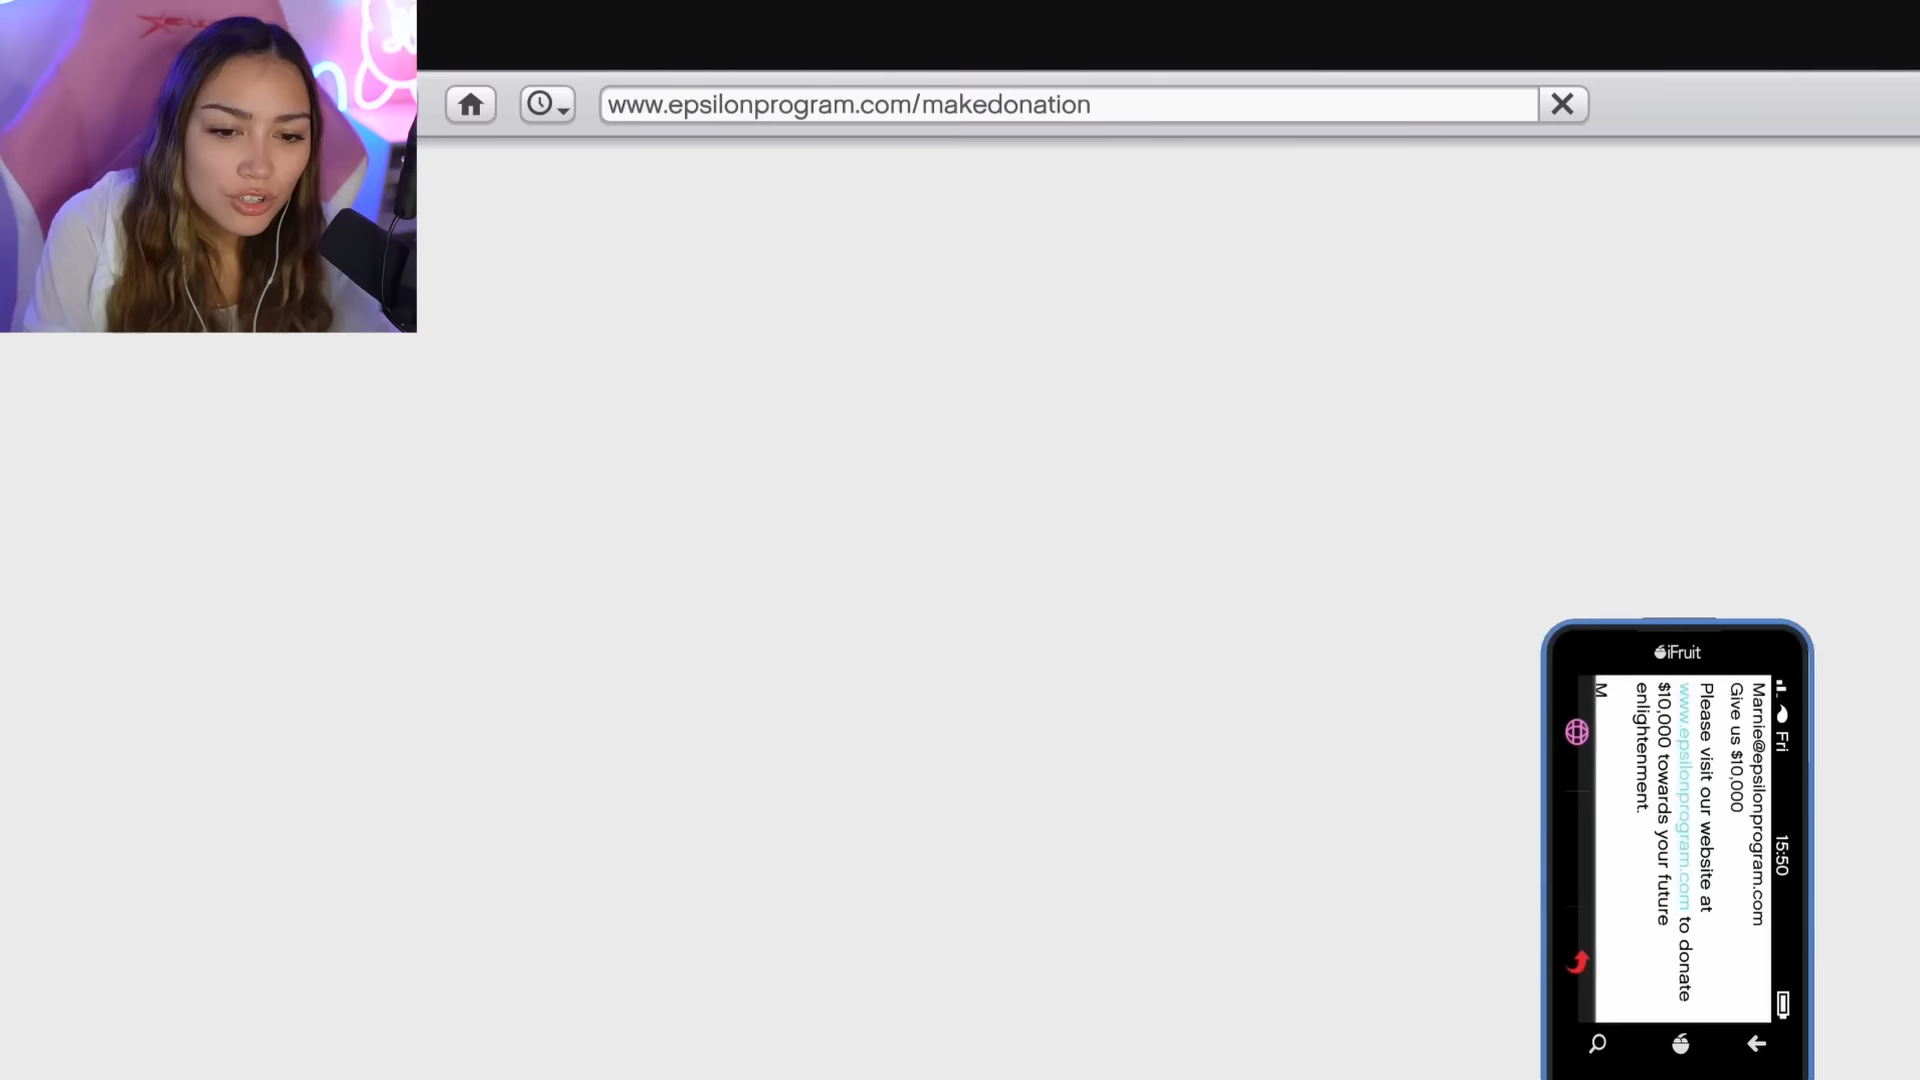 www.epsilonprogram.com/makedonation
iFruit
Fri 15:50
Marnie@epsilonprogram.com
Give us $10,000
Please visit our website at
www.epsilonprogram.com to donate
$10,000 towards your future
enlightenment.
M